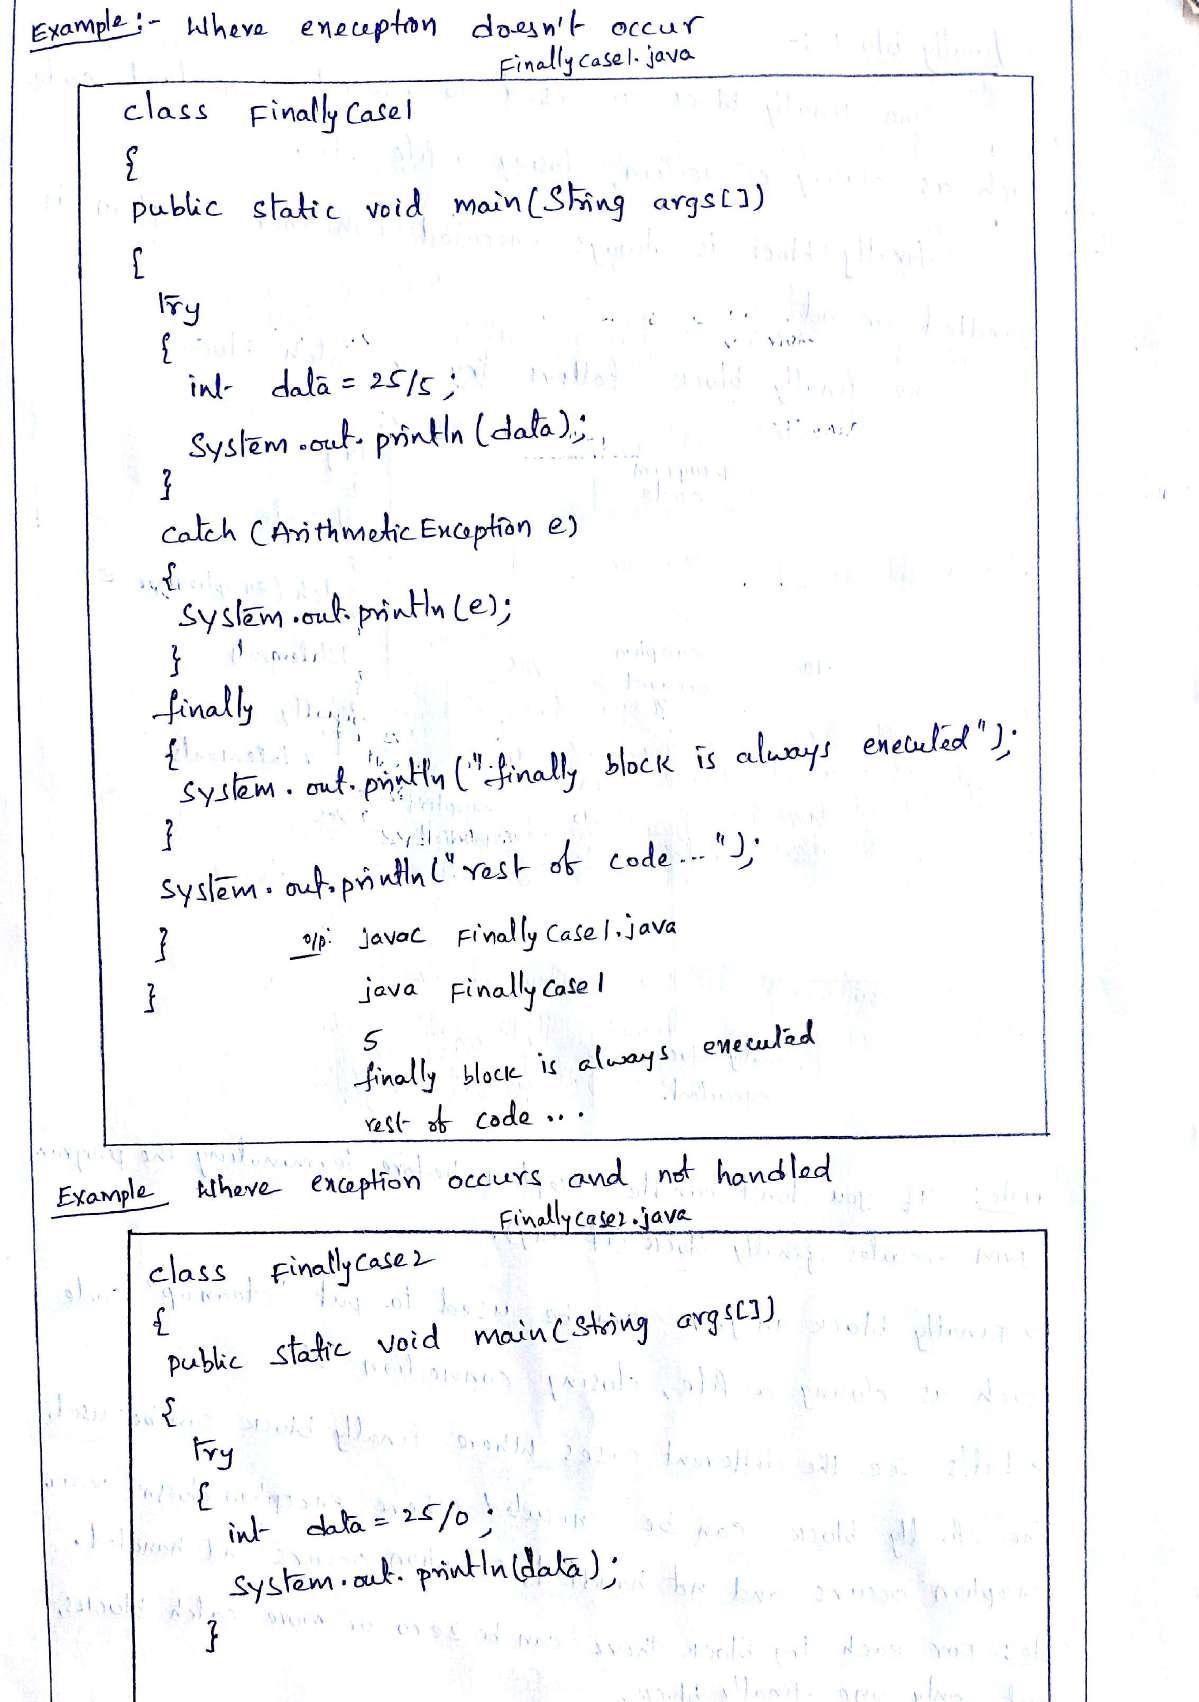 Example :- Where eneception doesn't occur
Finallycase1.java
class FinallyCase1
{
public static void main(String args[])
{
try
{
int data = 25/5;
System.out.println(data);
}
catch (ArithmeticException e)
{
System.out.println(e);
}
finally
{
System.out.println("finally block is always executed");
}
System.out.println("rest of code...");
}
o/p: javac FinallyCase1.java
}
java FinallyCase1
5
finally block is always executed
rest of code ...
Example Where exception occurs and not handled
Finallycase2.java
class FinallyCase2
{
public static void main(String args[])
{
try
{
int data = 25/0;
System.out.println(data);
}